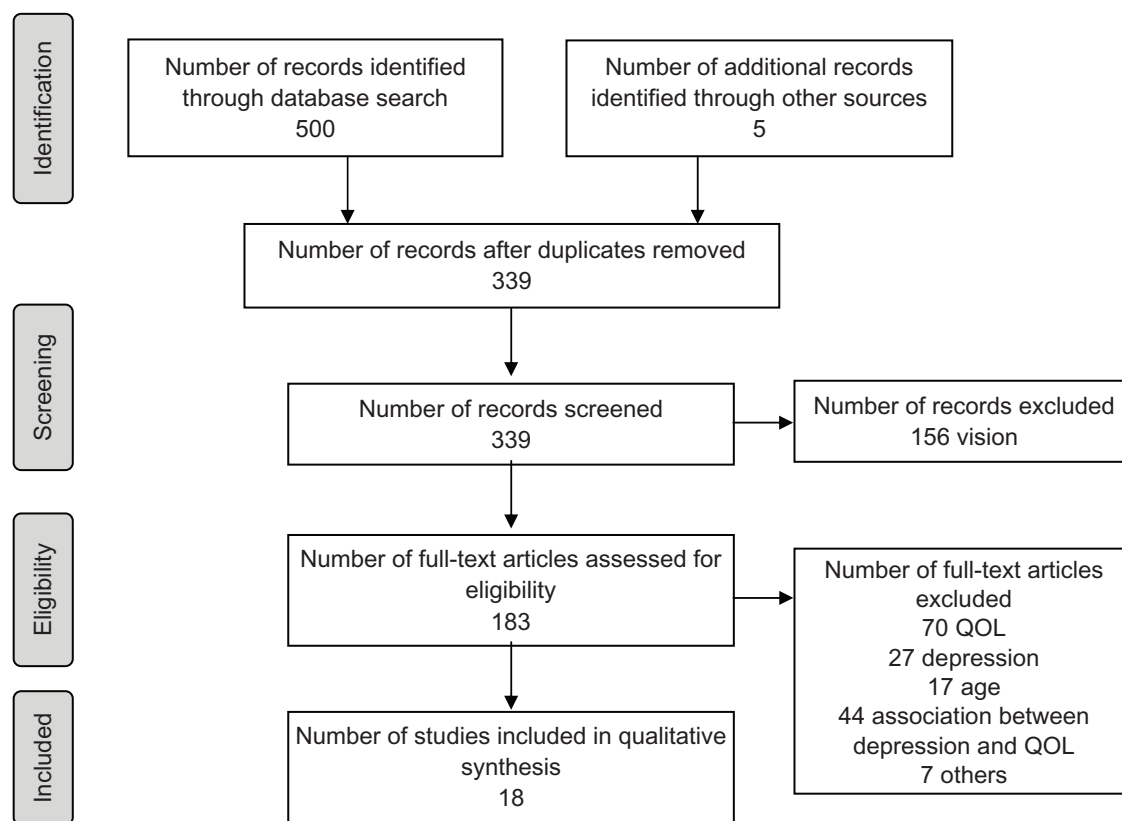 Identification
Number of records identified
through database search
500
Number of additional records
identified through other sources
5
Number of records after duplicates removed
339
Screening
Number of records screened
339
Number of records excluded
156 vision
Eligibility
Number of full-text articles assessed for
eligibility
183
Number of full-text articles
excluded
70 QOL
27 depression
17 age
44 association between
depression and QOL
7 others
Included
Number of studies included in qualitative
synthesis
18